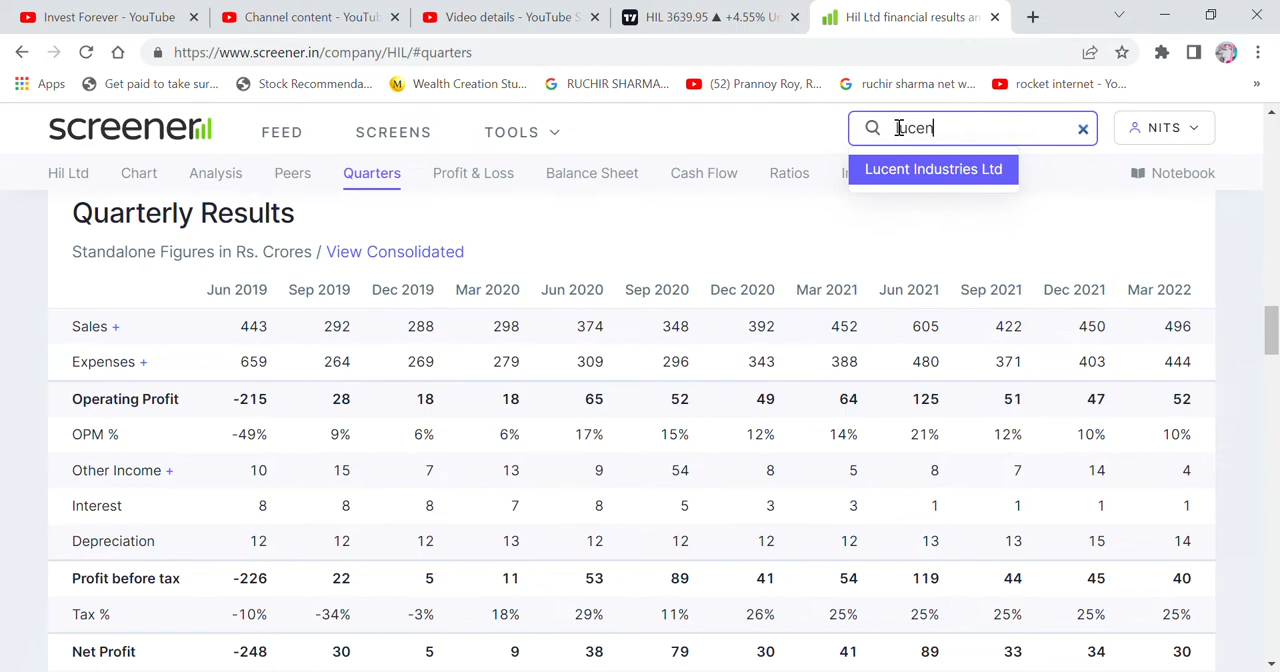 Invest Forever - YouTube
Channel content - YouTub
Video details - YouTube S
HIL 3639.95 ▲ +4.55% Un
Hil Ltd financial results an
https://www.screener.in/company/HIL/#quarters
Apps Get paid to take sur... Stock Recommenda... Wealth Creation Stu... RUCHIR SHARMA... (52) Prannoy Roy, R... ruchir sharma net w... rocket internet - Yo... »
screener FEED SCREENS TOOLS lucen NITS
Lucent Industries Ltd
Hil Ltd Chart Analysis Peers Quarters Profit & Loss Balance Sheet Cash Flow Ratios Notebook
Quarterly Results
Standalone Figures in Rs. Crores / View Consolidated
Jun 2019 Sep 2019 Dec 2019 Mar 2020 Jun 2020 Sep 2020 Dec 2020 Mar 2021 Jun 2021 Sep 2021 Dec 2021 Mar 2022
Sales + 443 292 288 298 374 348 392 452 605 422 450 496
Expenses + 659 264 269 279 309 296 343 388 480 371 403 444
Operating Profit -215 28 18 18 65 52 49 64 125 51 47 52
OPM % -49% 9% 6% 6% 17% 15% 12% 14% 21% 12% 10% 10%
Other Income + 10 15 7 13 9 54 8 5 8 7 14 4
Interest 8 8 8 7 8 5 3 3 1 1 1 1
Depreciation 12 12 12 13 12 12 12 12 13 13 15 14
Profit before tax -226 22 5 11 53 89 41 54 119 44 45 40
Tax % -10% -34% -3% 18% 29% 11% 26% 25% 25% 25% 25% 25%
Net Profit -248 30 5 9 38 79 30 41 89 33 34 30